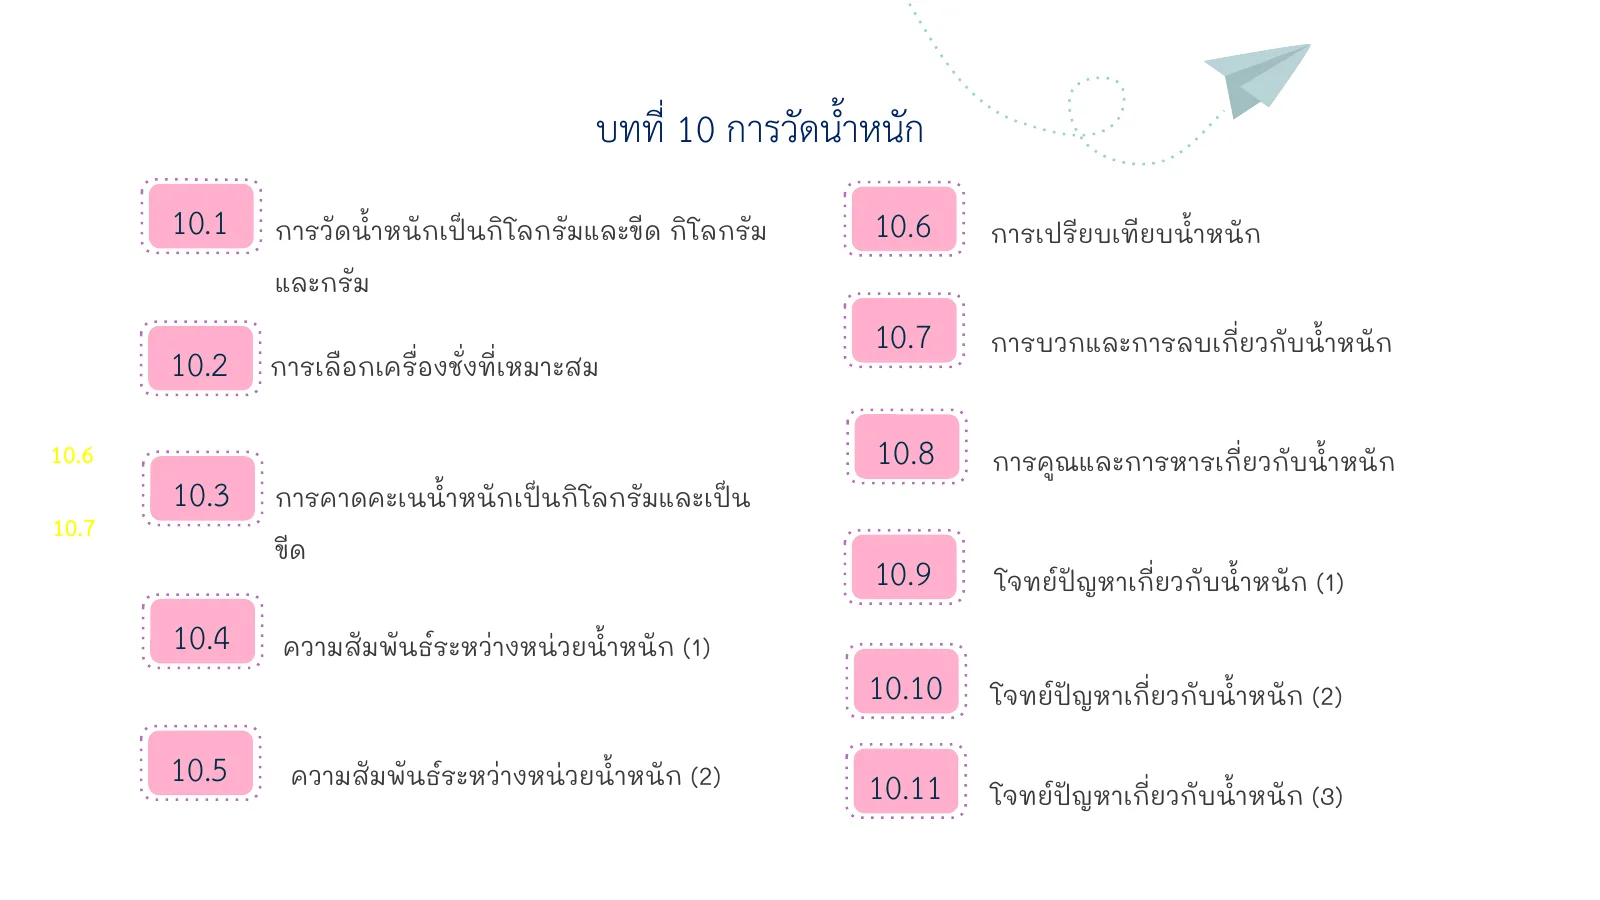 บทที่ 10 การวัดน้ำหนัก
10.1
การวัดน้ำหนักเป็นกิโลกรัมและขีด กิโลกรัม
และกรัม
10.2
การเลือกเครื่องชั่งที่เหมาะสม
10.6
10.3
การคาดคะเนน้ำหนักเป็นกิโลกรัมและเป็น
ขีด
10.7
10.4
ความสัมพันธ์ระหว่างหน่วยน้ำหนัก (1)
10.5
ความสัมพันธ์ระหว่างหน่วยน้ำหนัก (2)
10.6
การเปรียบเทียบน้ำหนัก
10.7
การบวกและการลบเกี่ยวกับน้ำหนัก
10.8
การคูณและการหารเกี่ยวกับน้ำหนัก
10.9
โจทย์ปัญหาเกี่ยวกับน้ำหนัก (1)
10.10
โจทย์ปัญหาเกี่ยวกับน้ำหนัก (2)
10.11
โจทย์ปัญหาเกี่ยวกับน้ำหนัก (3)